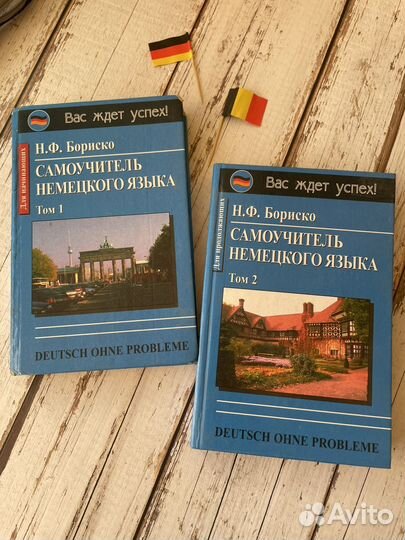 Вас ждет успех!
Для начинающих
Н.Ф. Бориско
САМОУЧИТЕЛЬ
НЕМЕЦКОГО ЯЗЫКА
Том 1
DEUTSCH OHNE PROBLEME
Вас ждет успех!
Для продолжающих
Н.Ф. Бориско
САМОУЧИТЕЛЬ
НЕМЕЦКОГО ЯЗЫКА
Том 2
DEUTSCH OHNE PROBLEME
Avito